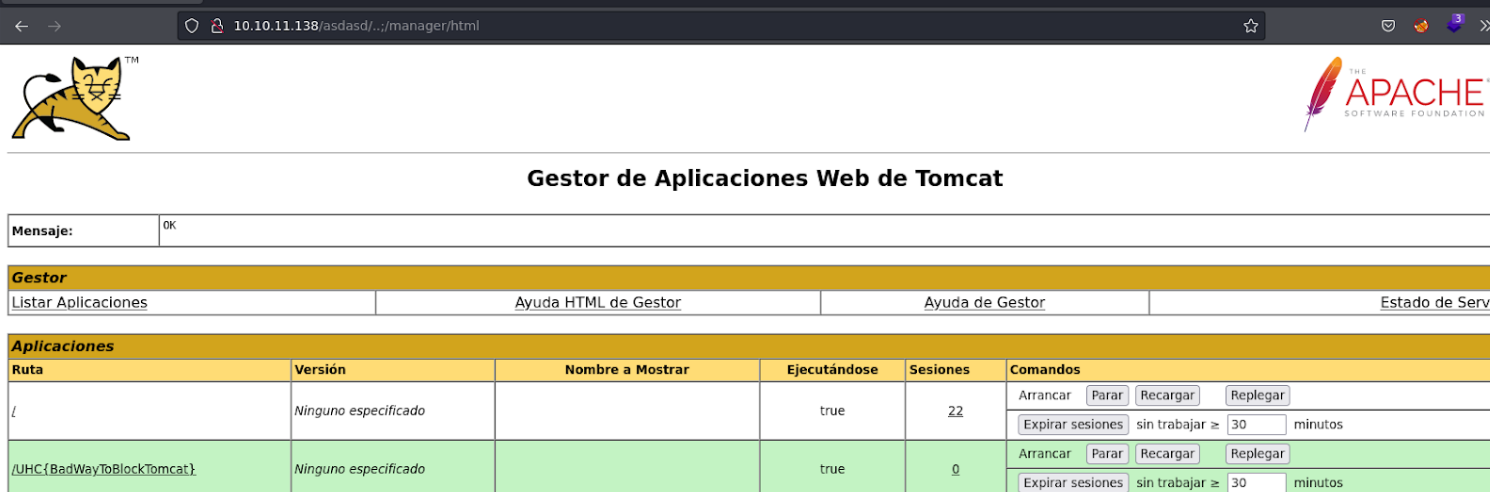 10.10.11.138/asdasd/..;/manager/html
3
TM
THE
APACHE
SOFTWARE FOUNDATION
Gestor de Aplicaciones Web de Tomcat
Mensaje: OK
Gestor
Listar Aplicaciones Ayuda HTML de Gestor Ayuda de Gestor Estado de Serv
Aplicaciones
Ruta Versión Nombre a Mostrar Ejecutándose Sesiones Comandos
/ Ninguno especificado true 22 Arrancar Parar Recargar Replegar
Expirar sesiones sin trabajar ≥ 30 minutos
/UHC{BadWayToBlockTomcat} Ninguno especificado true 0 Arrancar Parar Recargar Replegar
Expirar sesiones sin trabajar ≥ 30 minutos